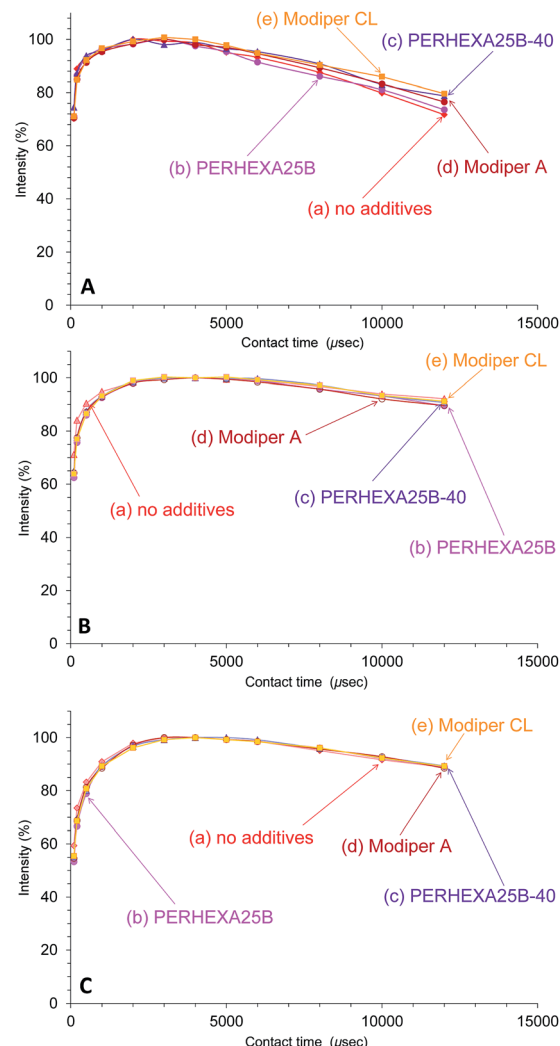 (e) Modiper CL
(c) PERHEXA25B-40
100
80
60
40
20
0
Intensity (%)
(b) PERHEXA25B
(d) Modiper A
(a) no additives
A
0 5000 10000 15000
Contact time (µsec)
B
(e) Modiper CL
100
80
60
40
20
0
Intensity (%)
(d) Modiper A
(a) no additives
(c) PERHEXA25B-40
(b) PERHEXA25B
0 5000 10000 15000
Contact time (µsec)
(e) Modiper CL
100
80
60
40
20
0
Intensity (%)
(a) no additives
(d) Modiper A
(b) PERHEXA25B
(c) PERHEXA25B-40
C
0 5000 10000 15000
Contact time (µsec)